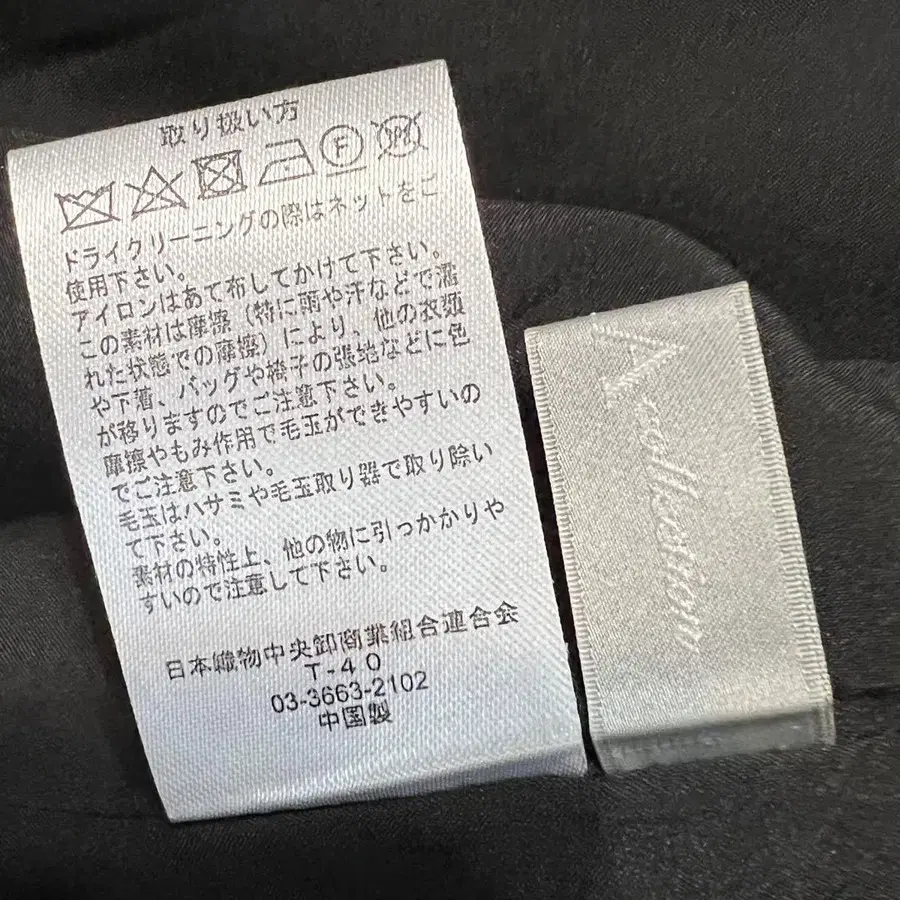 取り扱い方
F
ドライクリーニングの際はネットをご
使用下さい。
アイロンはあて布してかけて下さい。
この素材は摩擦（特に雨や汗などで濡
れた状態での摩擦）により、他の衣類
や下着、バッグや椅子の張地などに色
が移りますのでご注意下さい。
摩擦やもみ作用で毛玉ができやすいの
でご注意下さい。
毛玉はハサミや毛玉取り器で取り除い
て下さい。
素材の特性上、他の物に引っかかりや
すいので注意して下さい。
日本織物中央卸商業組合連合会
T-40
03-3663-2102
中国製